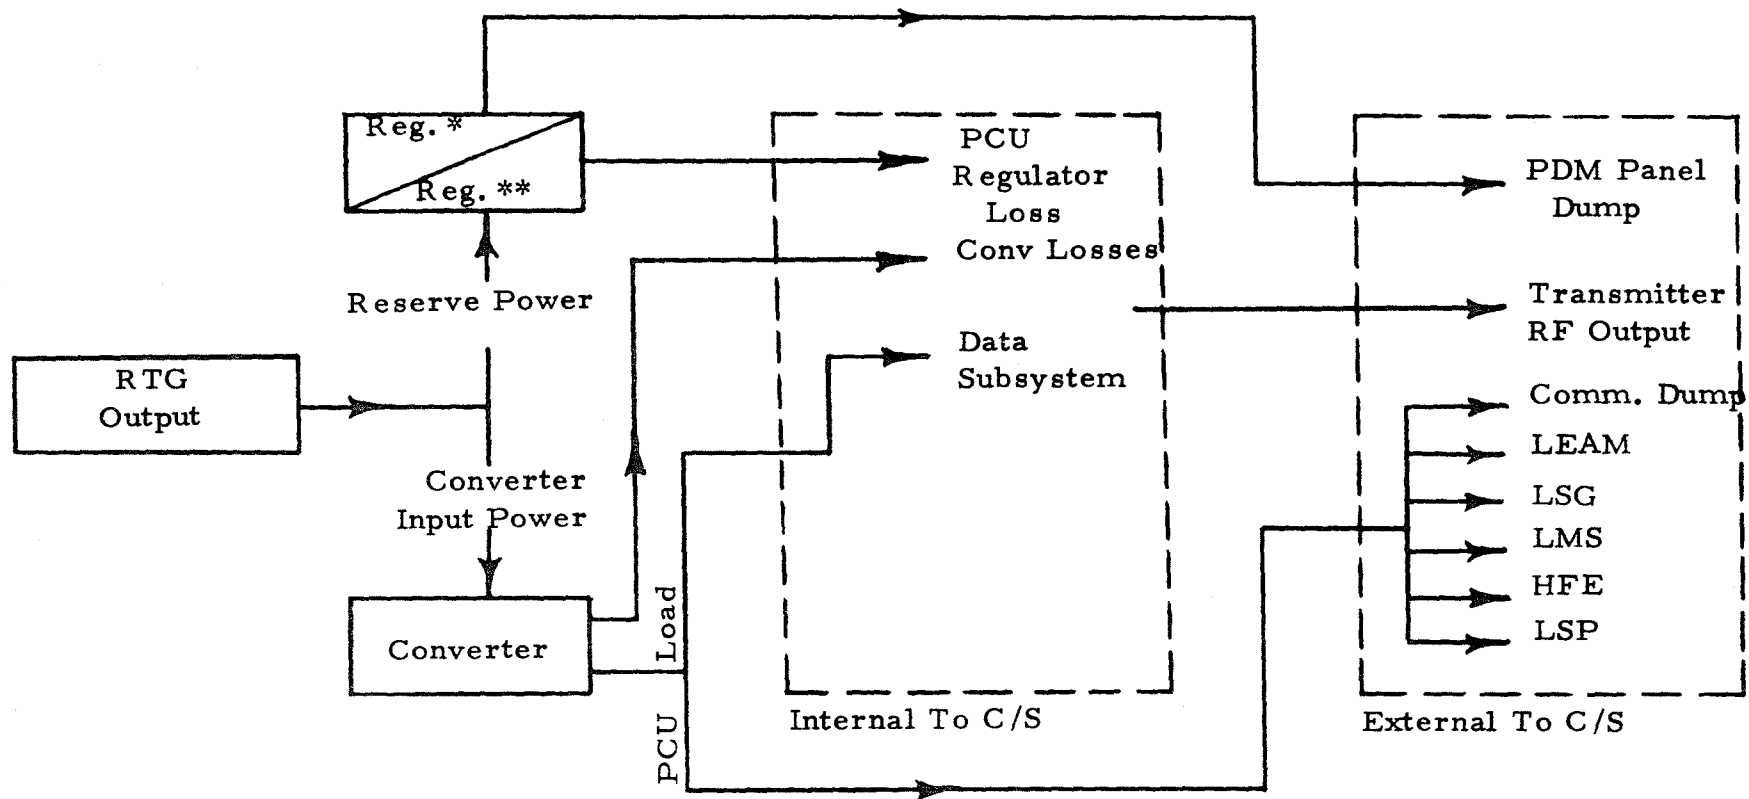 Reg. *
Reg. **
Reserve Power
RTG
Output
Converter
Input Power
Converter
PCU Load
PCU
Regulator
Loss
Conv Losses
Data
Subsystem
Internal To C/S
PDM Panel
Dump
Transmitter
RF Output
Comm. Dump
LEAM
LSG
LMS
HFE
LSP
External To C/S